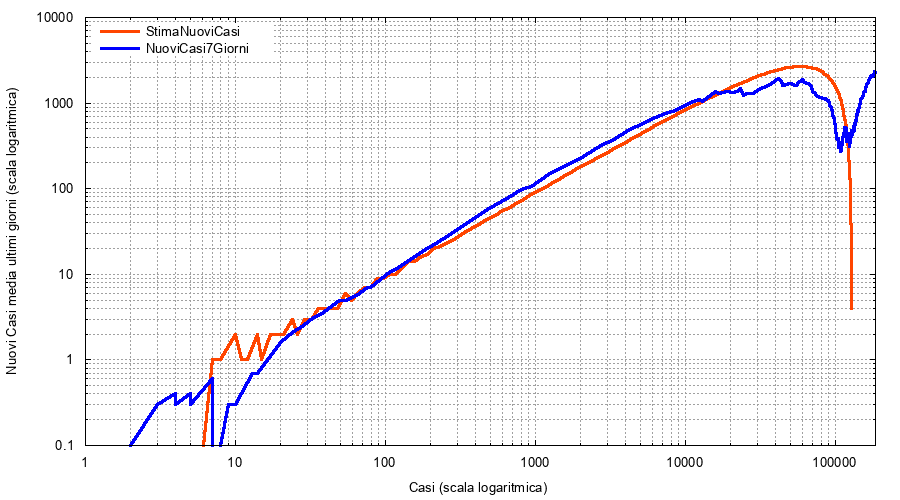 10000
1000
100
10
1
0.1
StimaNuoviCasi
NuoviCasi7Giorni
Nuovi Casi media ultimi giorni (scala logaritmica)
1 10 100 1000 10000 100000
Casi (scala logaritmica)